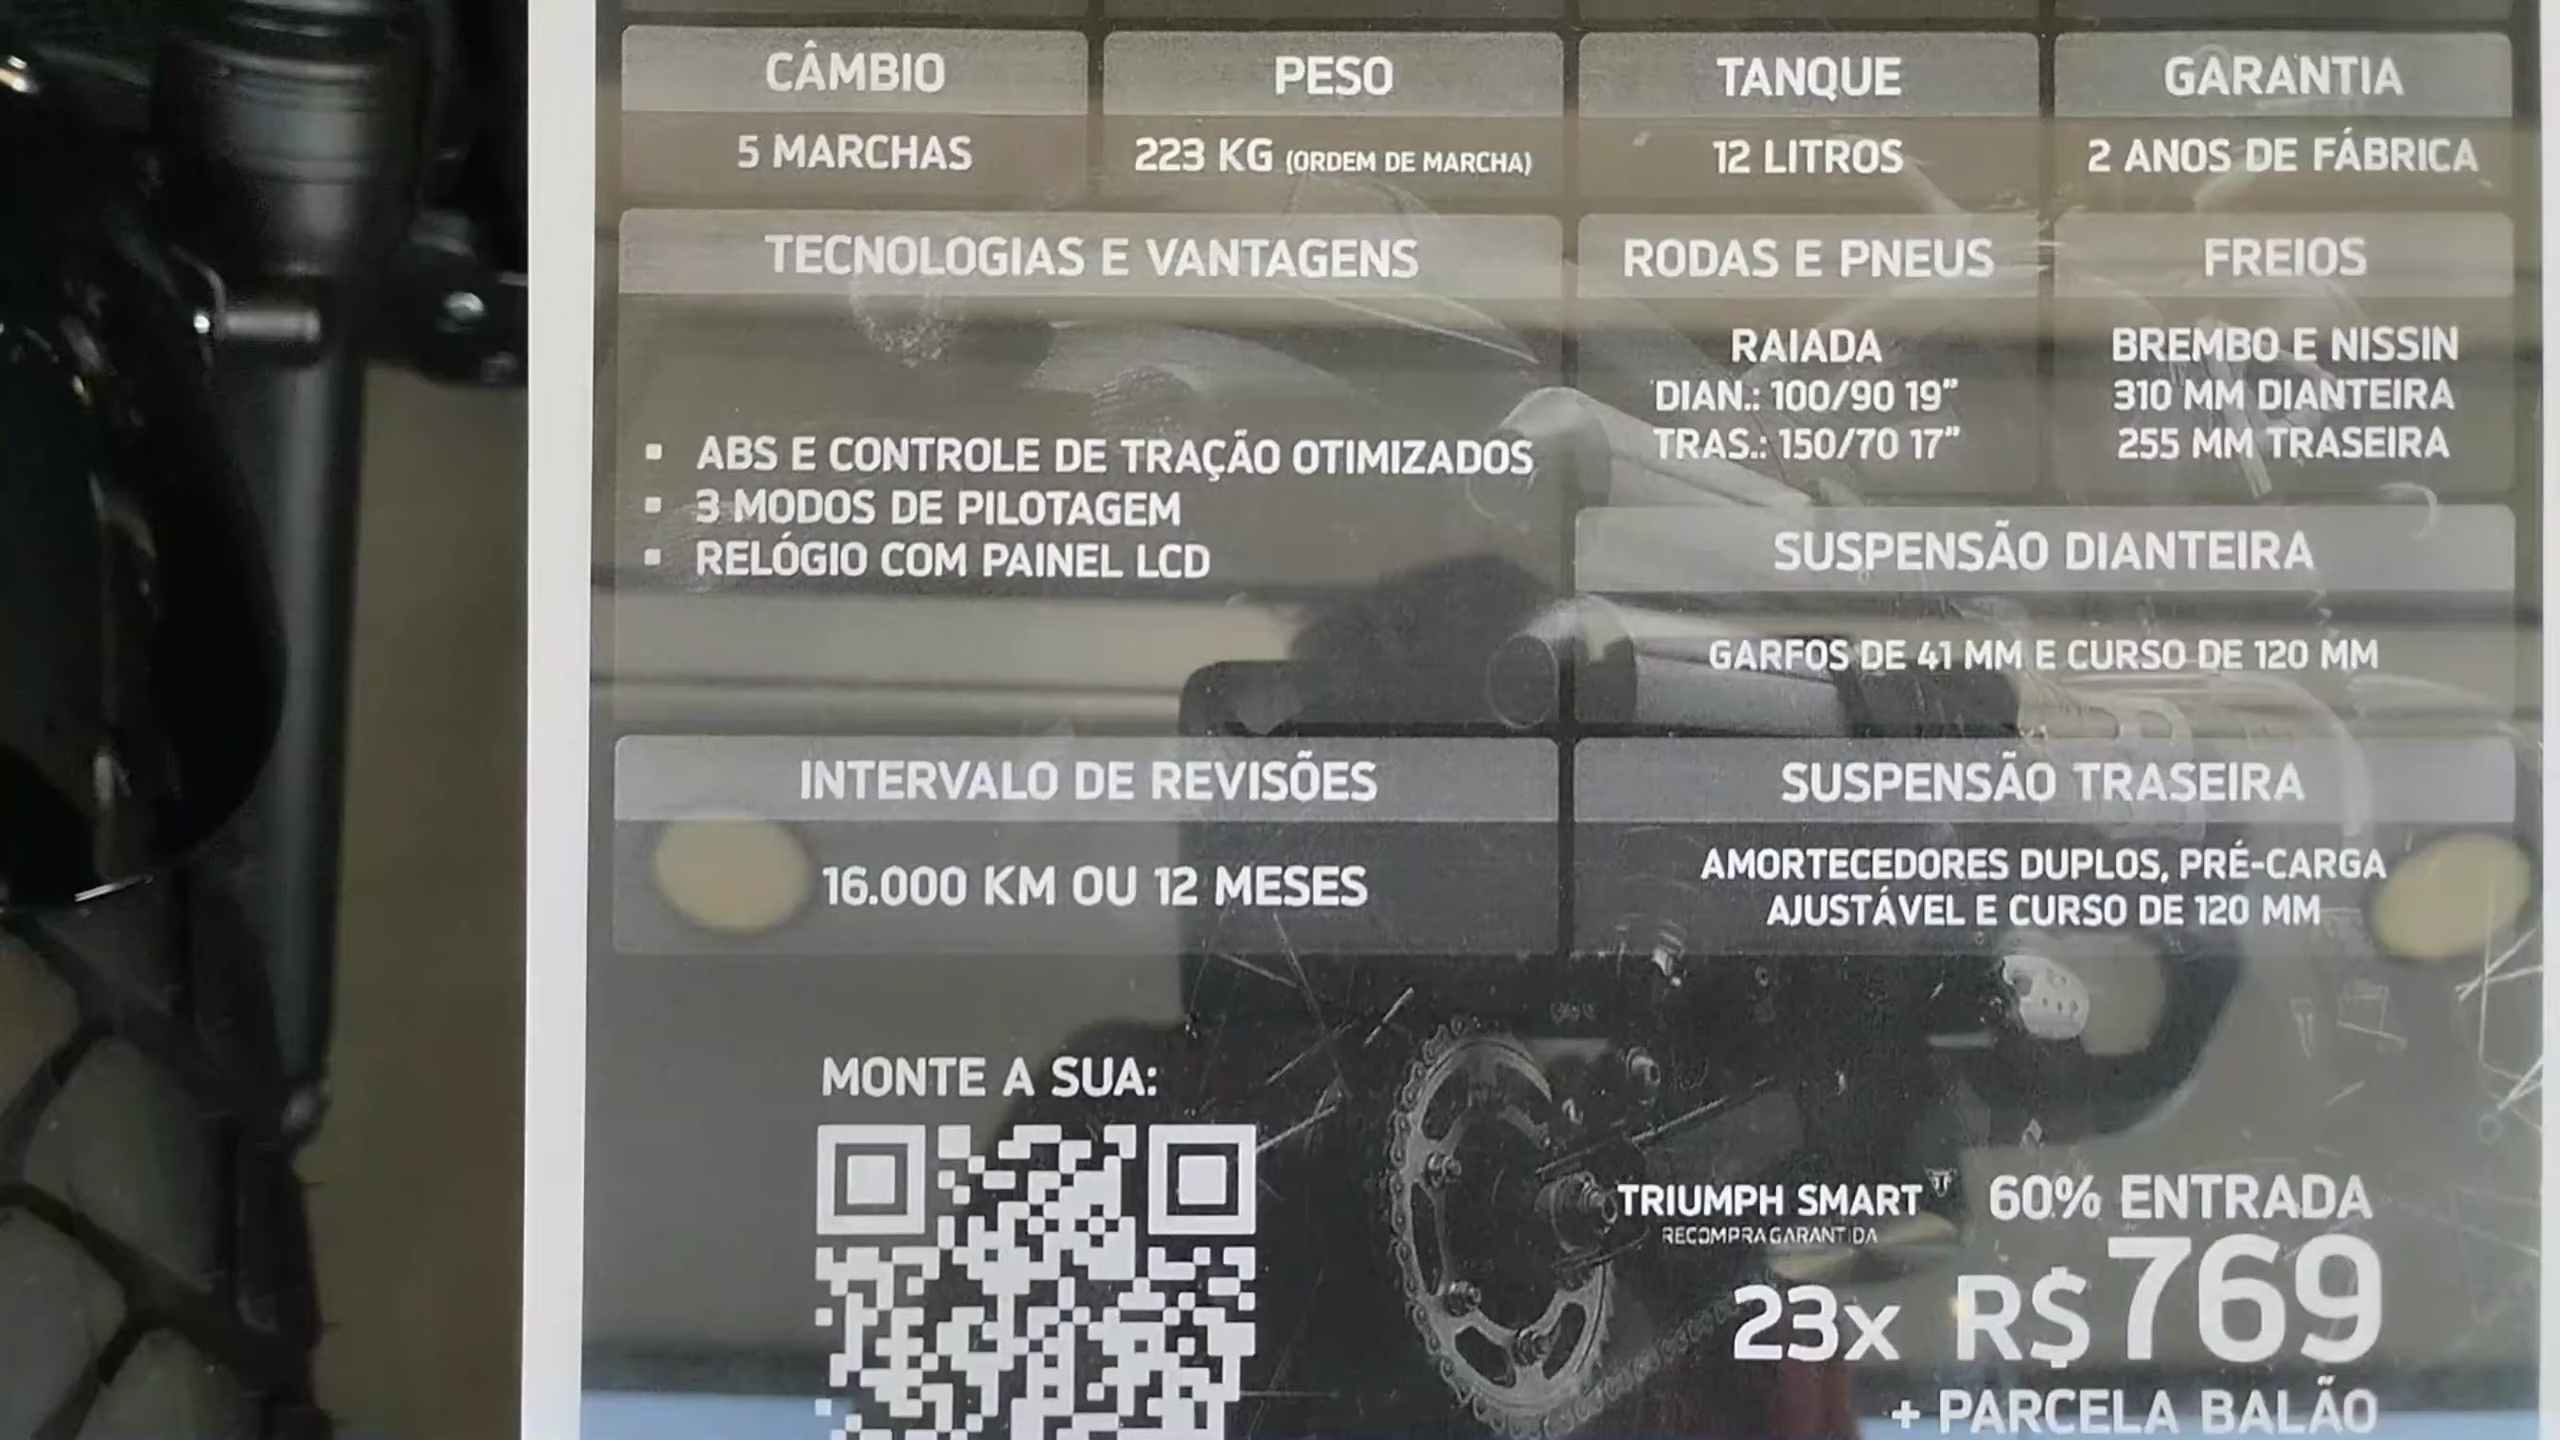 CÂMBIO
5 MARCHAS
PESO
223 KG (ORDEM DE MARCHA)
TANQUE
12 LITROS
GARANTIA
2 ANOS DE FÁBRICA
TECNOLOGIAS E VANTAGENS
▪ ABS E CONTROLE DE TRAÇÃO OTIMIZADOS
▪ 3 MODOS DE PILOTAGEM
▪ RELÓGIO COM PAINEL LCD
RODAS E PNEUS
RAIADA
DIAN.: 100/90 19”
TRAS.: 150/70 17”
FREIOS
BREMBO E NISSIN
310 MM DIANTEIRA
255 MM TRASEIRA
SUSPENSÃO DIANTEIRA
GARFOS DE 41 MM E CURSO DE 120 MM
INTERVALO DE REVISÕES
16.000 KM OU 12 MESES
SUSPENSÃO TRASEIRA
AMORTECEDORES DUPLOS, PRÉ-CARGA
AJUSTÁVEL E CURSO DE 120 MM
MONTE A SUA:
TRIUMPH SMART
RECOMPRA GARANTIDA
60% ENTRADA
23x R$769
+ PARCELA BALÃO